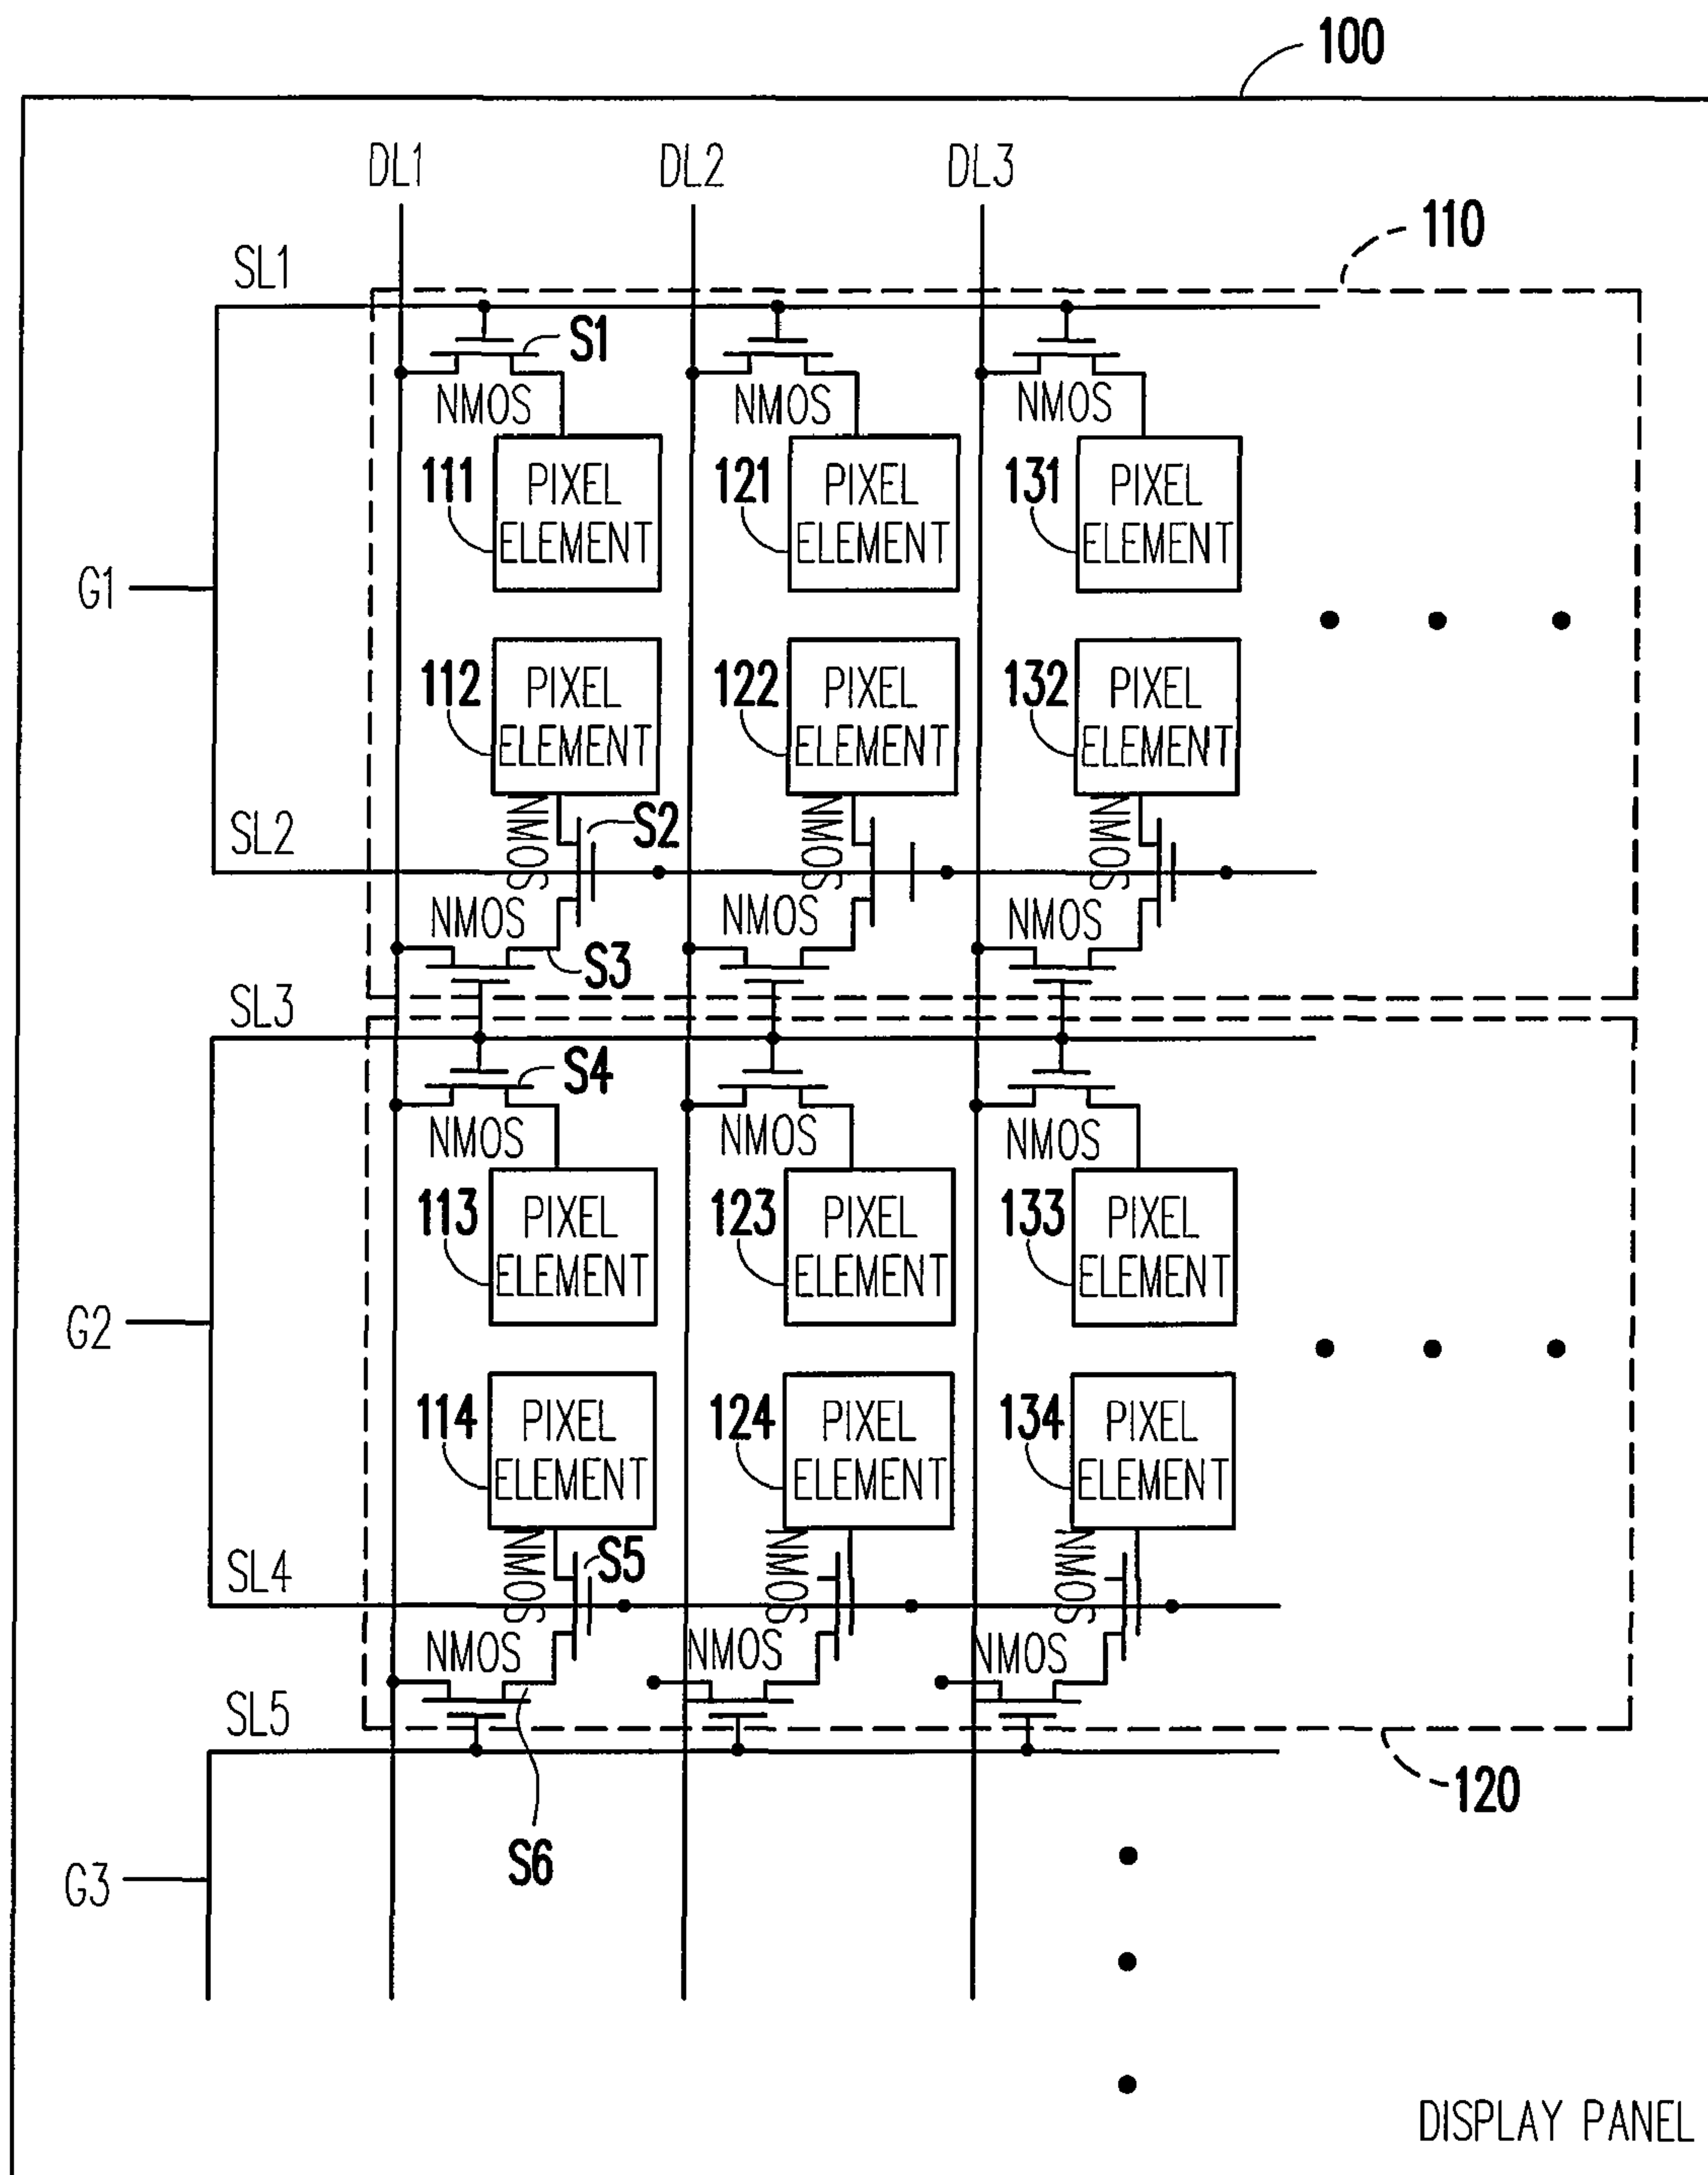 100
DL1 DL2 DL3
110
SL1
S1
NMOS NMOS NMOS
111 PIXEL ELEMENT 121 PIXEL ELEMENT 131 PIXEL ELEMENT
G1
112 PIXEL ELEMENT 122 PIXEL ELEMENT 132 PIXEL ELEMENT
NMOS S2 NMOS NMOS
SL2
NMOS NMOS NMOS
S3
SL3
S4
NMOS NMOS NMOS
113 PIXEL ELEMENT 123 PIXEL ELEMENT 133 PIXEL ELEMENT
G2
114 PIXEL ELEMENT 124 PIXEL ELEMENT 134 PIXEL ELEMENT
NMOS S5 NMOS NMOS
SL4
NMOS NMOS NMOS
SL5
120
S6
G3
DISPLAY PANEL